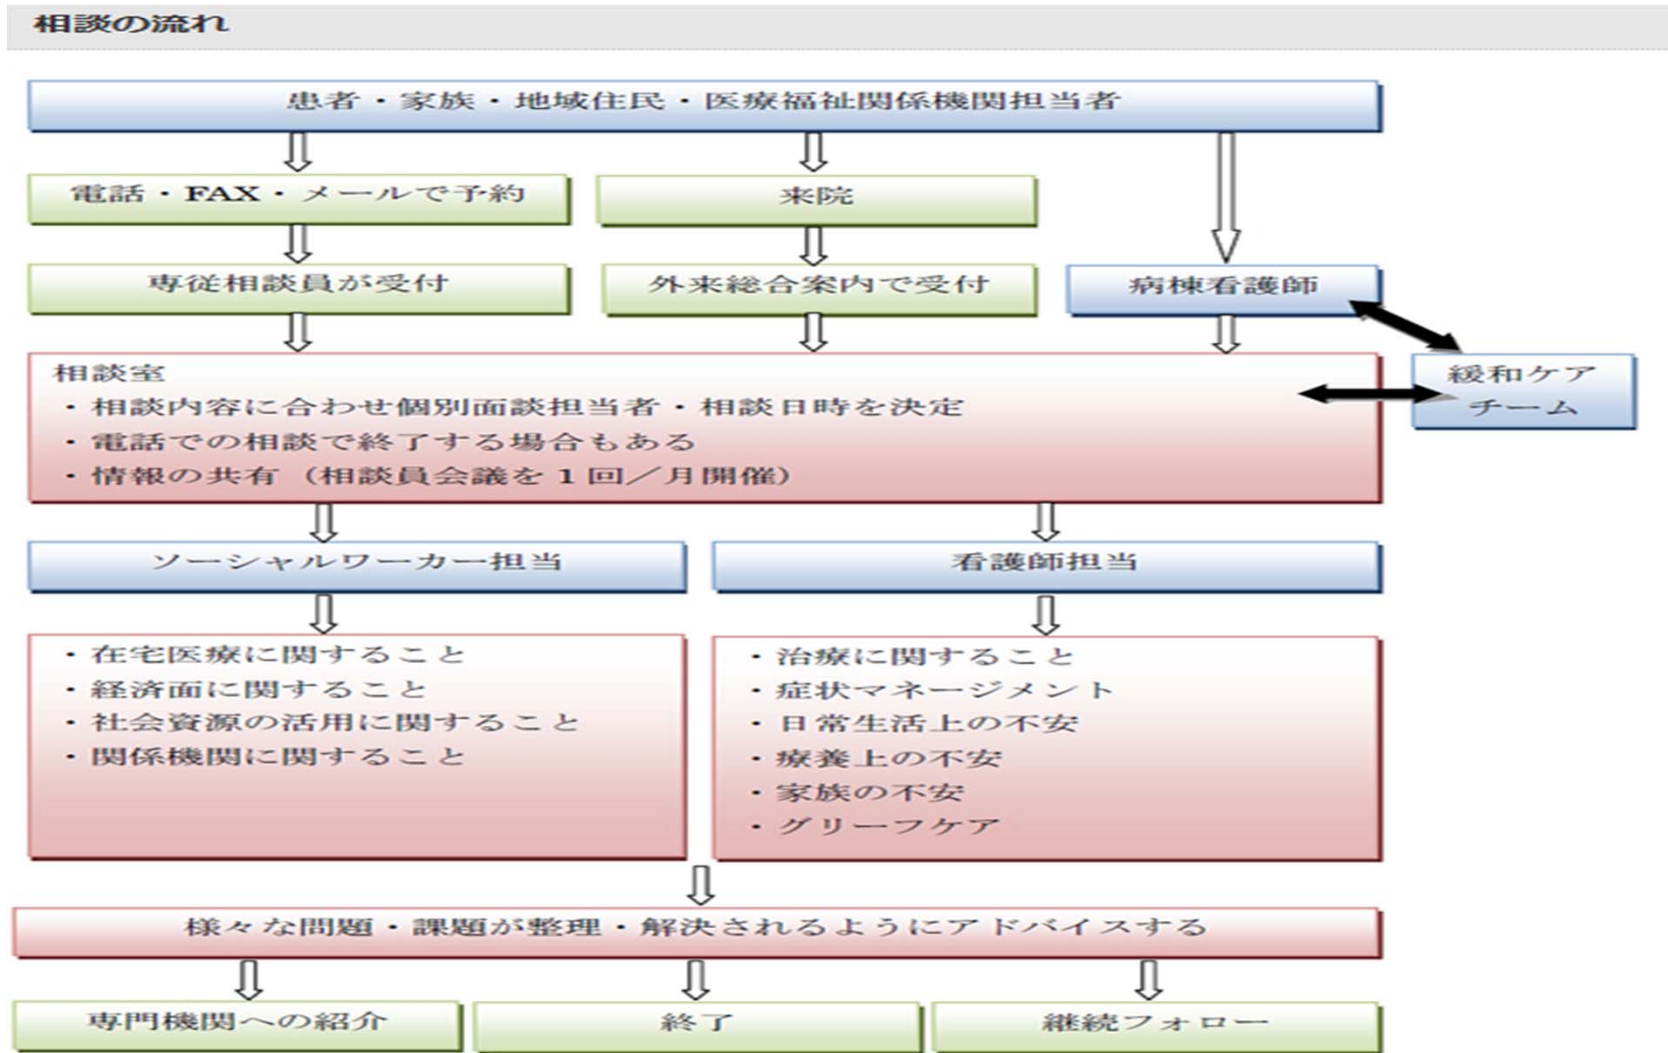 相談の流れ
患者・家族・地域住民・医療福祉関係機関担当者
電話・FAX・メールで予約
来院
専従相談員が受付
外来総合案内で受付
病棟看護師
相談室
・相談内容に合わせ個別面談担当者・相談日時を決定
・電話での相談で終了する場合もある
・情報の共有（相談員会議を1回／月開催）
緩和ケア
チーム
ソーシャルワーカー担当
看護師担当
・在宅医療に関すること
・経済面に関すること
・社会資源の活用に関すること
・関係機関に関すること
・治療に関すること
・症状マネージメント
・日常生活上の不安
・療養上の不安
・家族の不安
・グリーフケア
様々な問題・課題が整理・解決されるようにアドバイスする
専門機関への紹介
終了
継続フォロー